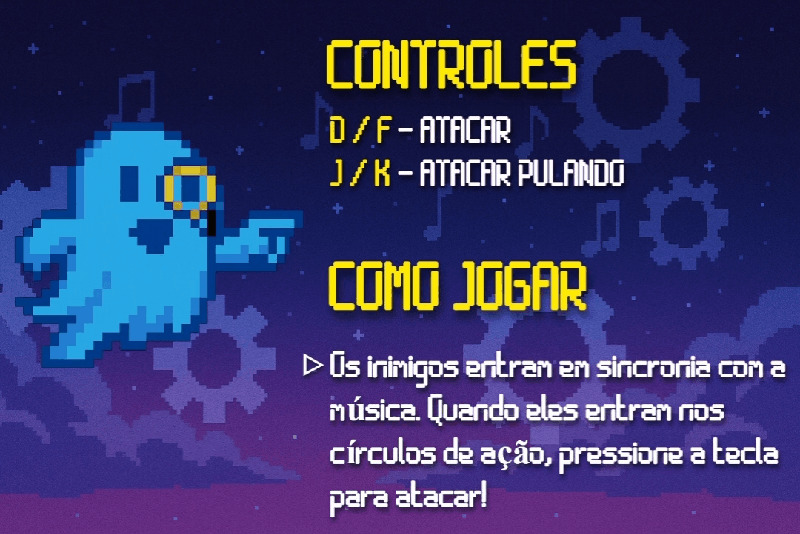 CONTROLES
D / F - ATACAR
J / K - ATACAR PULANDO
COMO JOGAR
Os inimigos entram em sincronia com a
música. Quando eles entram nos
círculos de ação, pressione a tecla
para atacar!